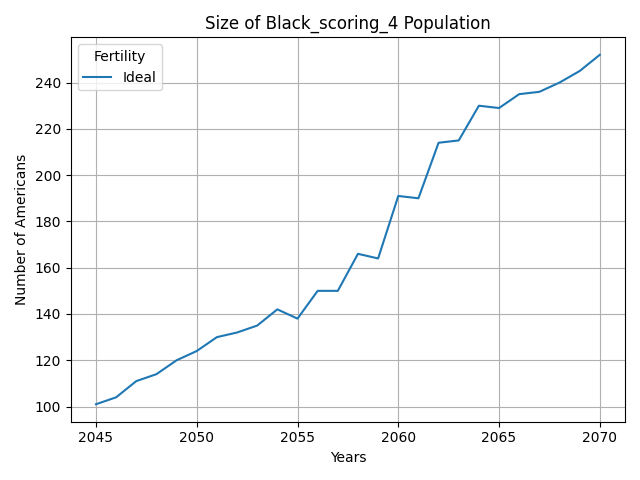 Size of Black_scoring_4 Population
Fertility
Ideal
Number of Americans
240
220
200
180
160
140
120
100
2045 2050 2055 2060 2065 2070
Years